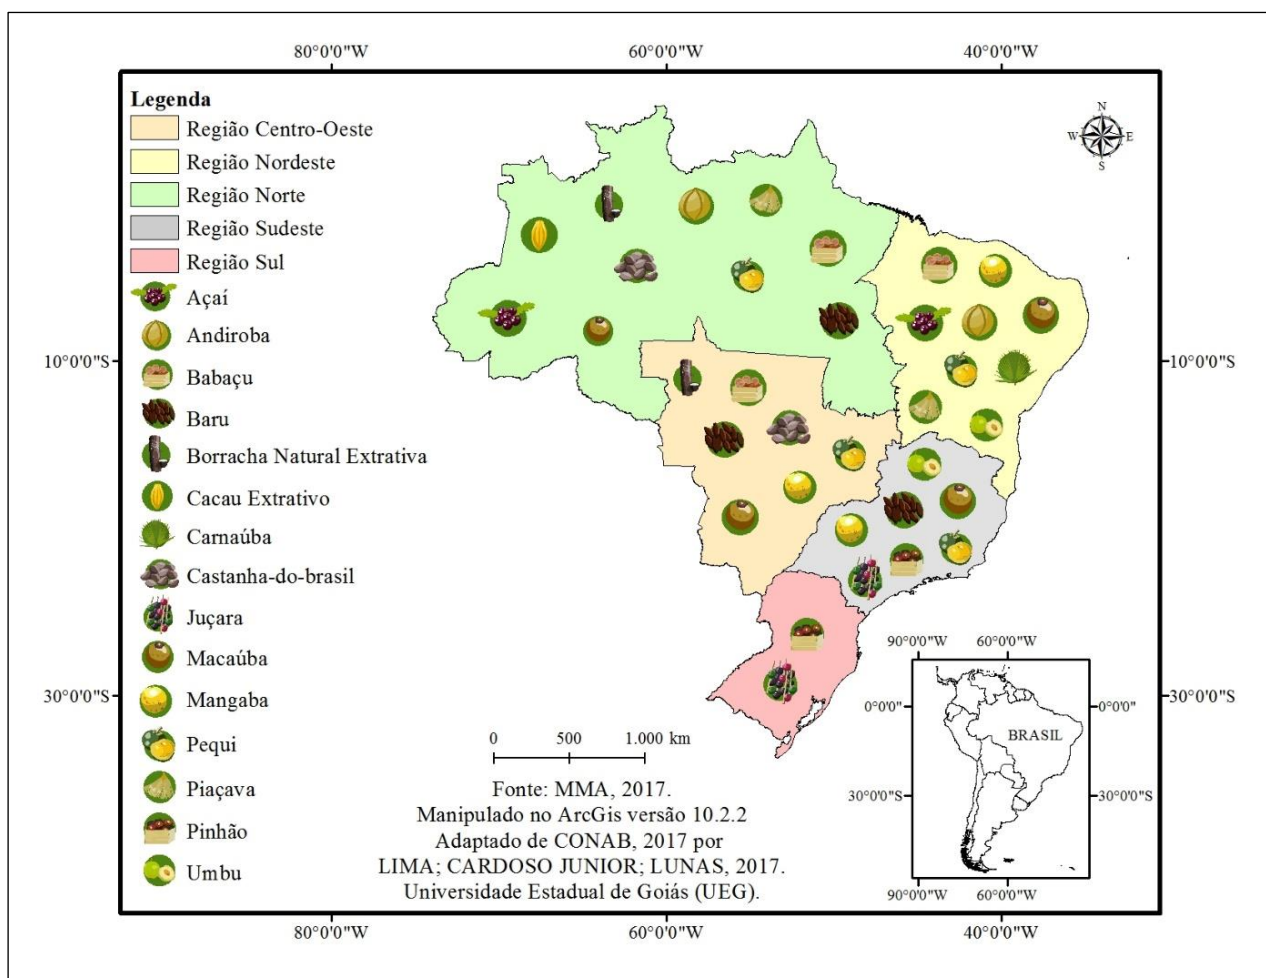 80°0'0"W 60°0'0"W 40°0'0"W
Legenda
Região Centro-Oeste
Região Nordeste
Região Norte
Região Sudeste
Região Sul
Açaí
Andiroba
Babaçu
Baru
Borracha Natural Extrativa
Cacau Extrativo
Carnaúba
Castanha-do-brasil
Juçara
Macaúba
Mangaba
Pequi
Piaçava
Pinhão
Umbu
N
W E
S
10°0'0"S 10°0'0"S
30°0'0"S 30°0'0"S
0 500 1.000 km
Fonte: MMA, 2017.
Manipulado no ArcGis versão 10.2.2
Adaptado de CONAB, 2017 por
LIMA; CARDOSO JUNIOR; LUNAS, 2017.
Universidade Estadual de Goiás (UEG).
90°0'0"W 60°0'0"W
0°0'0" 0°0'0"
BRASIL
30°0'0"S 30°0'0"S
90°0'0"W 60°0'0"W
80°0'0"W 60°0'0"W 40°0'0"W